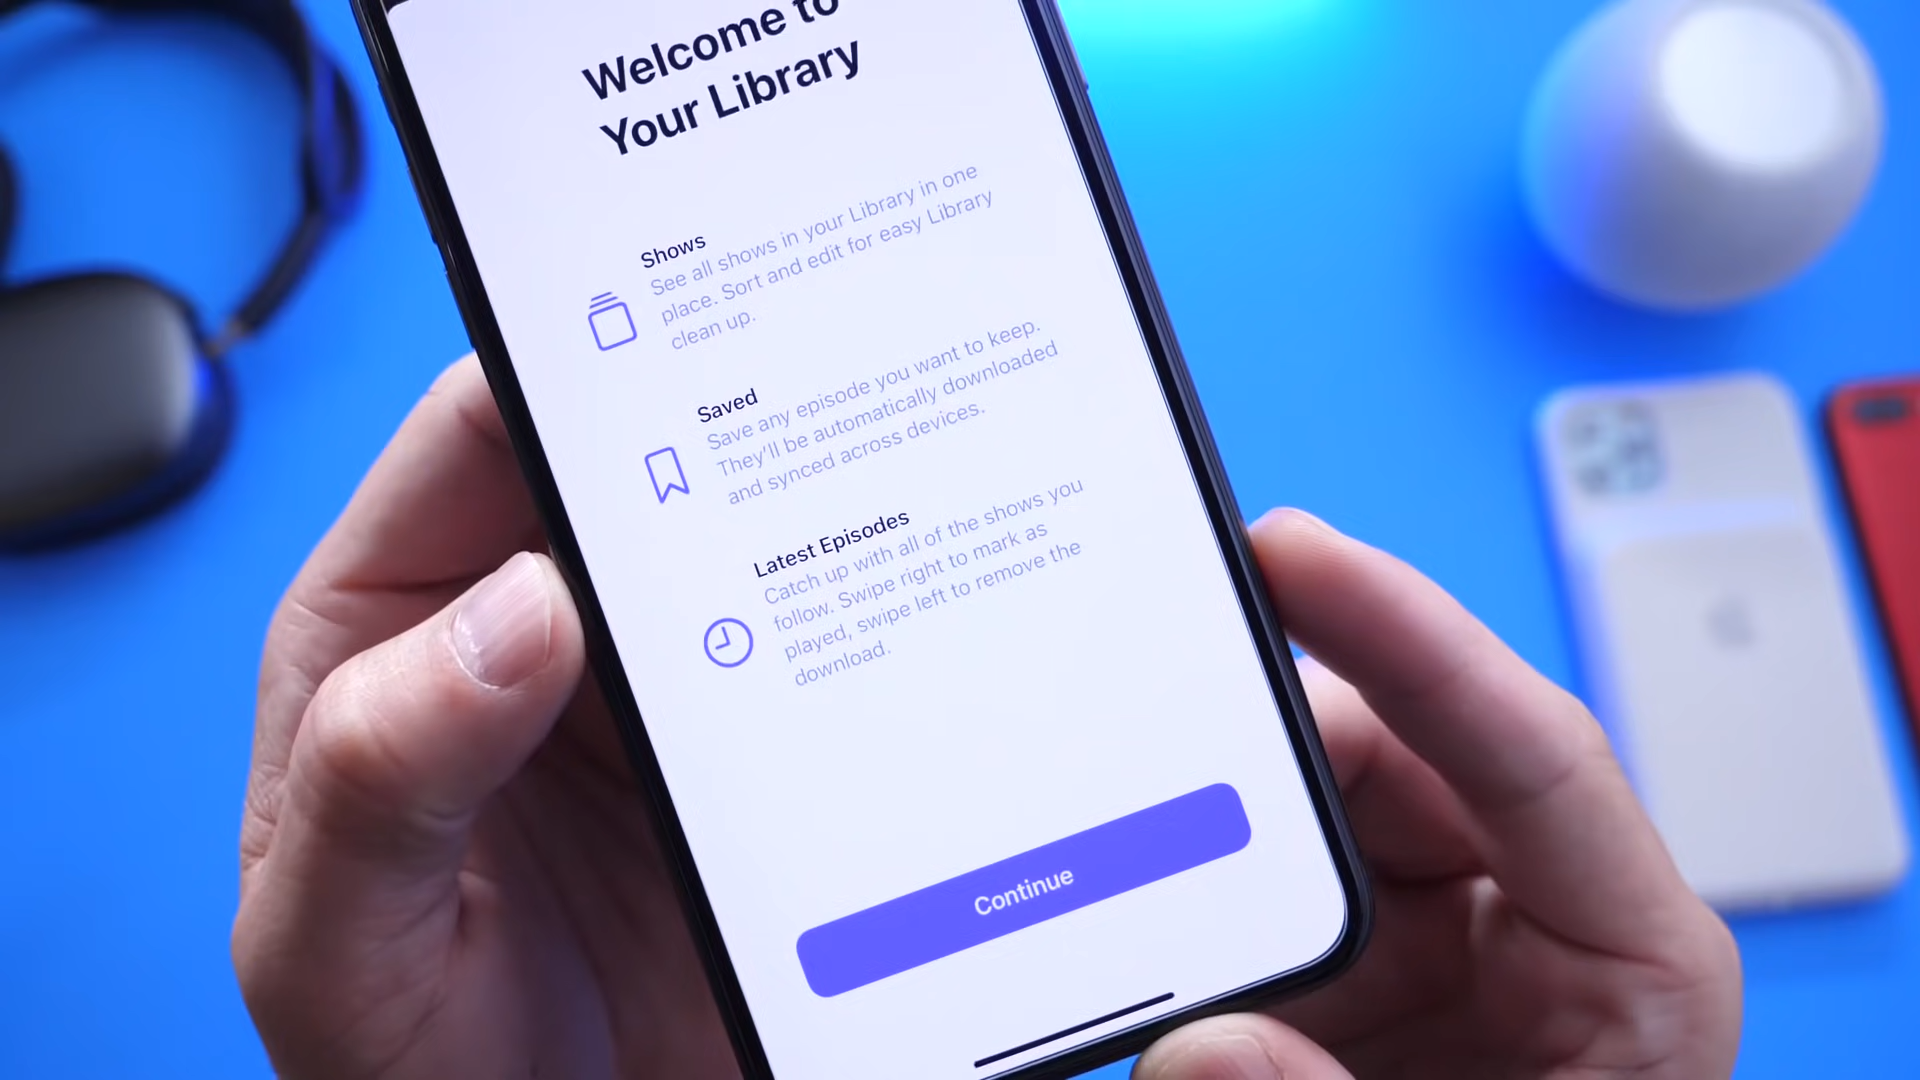 Welcome to
Your Library
Shows
See all shows in your Library in one
place. Sort and edit for easy Library
clean up.
Saved
Save any episode you want to keep.
They'll be automatically downloaded
and synced across devices.
Latest Episodes
Catch up with all of the shows you
follow. Swipe right to mark as
played, swipe left to remove the
download.
Continue